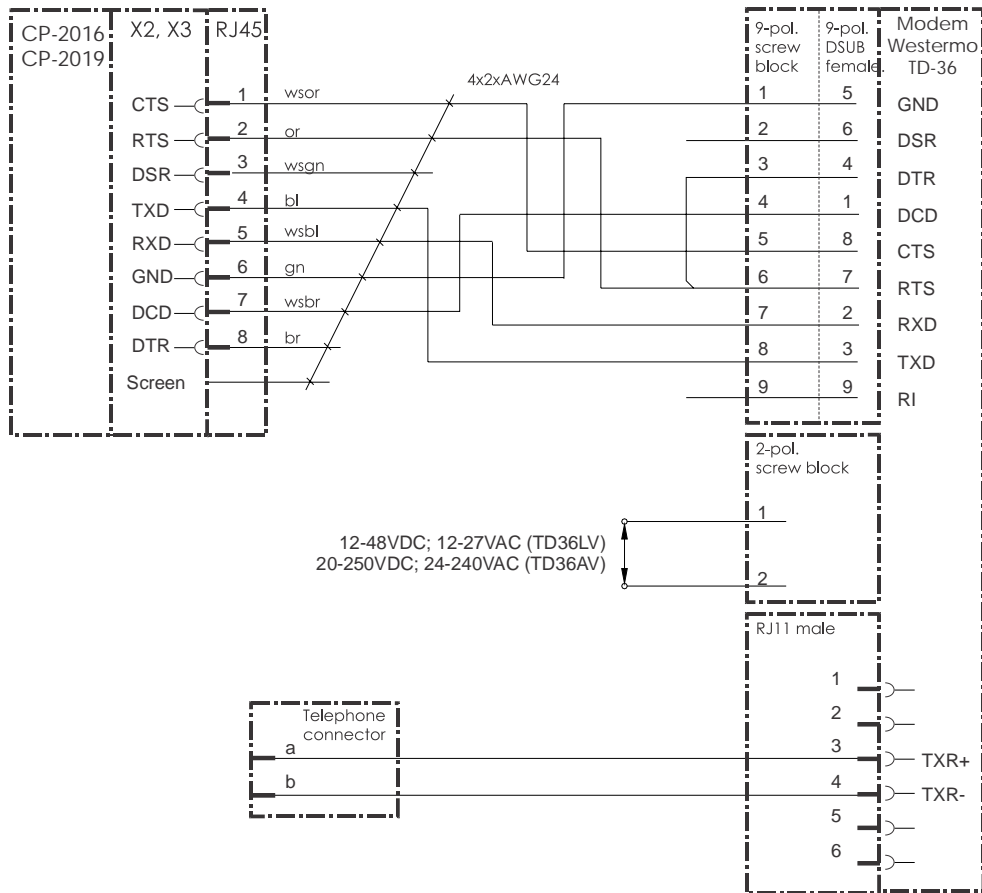 CP-2016
CP-2019
X2, X3
RJ45
CTS 1 wsor
RTS 2 or
DSR 3 wsgn
TXD 4 bl
RXD 5 wsbl
GND 6 gn
DCD 7 wsbr
DTR 8 br
Screen
4x2xAWG24
9-pol.
screw
block
9-pol.
DSUB
female.
Modem
Westermo
TD-36
1 5 GND
2 6 DSR
3 4 DTR
4 1 DCD
5 8 CTS
6 7 RTS
7 2 RXD
8 3 TXD
9 9 RI
2-pol.
screw block
1
2
12-48VDC; 12-27VAC (TD36LV)
20-250VDC; 24-240VAC (TD36AV)
RJ11 male
1
2
3 TXR+
4 TXR-
5
6
Telephone
connector
a
b